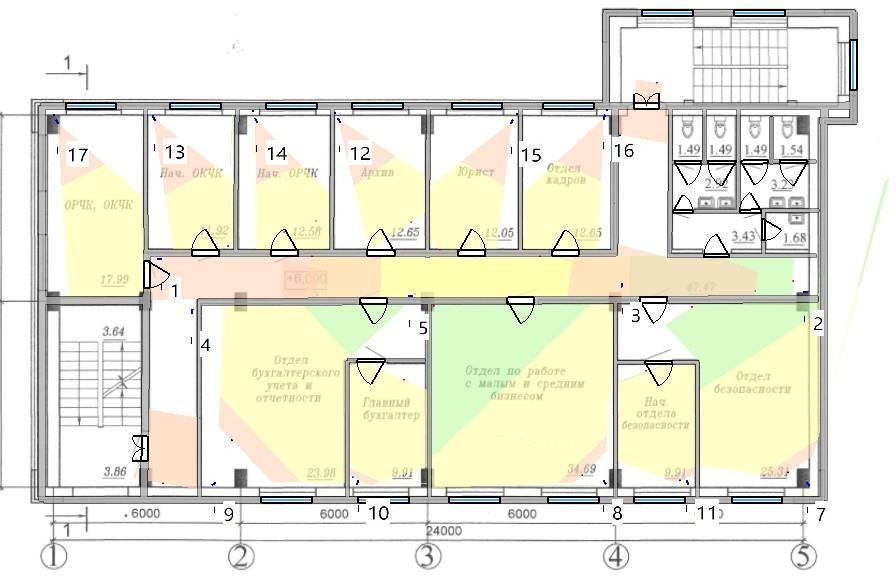 1
17
13
14
12
15
16
1.49
1.49
1.49
1.54
2.92
3.23
3.43
1.68
ОРЧК, ОКЧК
17.99
Нач. ОКЧК
Нач. ОРЧК
12.58
Архив
12.65
Юрист
12.05
Отдел
кадров
12.65
1
+6,000
47.47
3
2
4
5
3.64
3.86
Отдел
бухгалтерского
учета и
отчетности
23.98
Главный
бухгалтер
9.91
Отдел по работе
с малым и средним
бизнесом
34.69
Нач.
отдела
безопасности
9.91
Отдел
безопасности
25.31
9
10
8
11
7
6000
6000
6000
24000
1
1
2
3
4
5